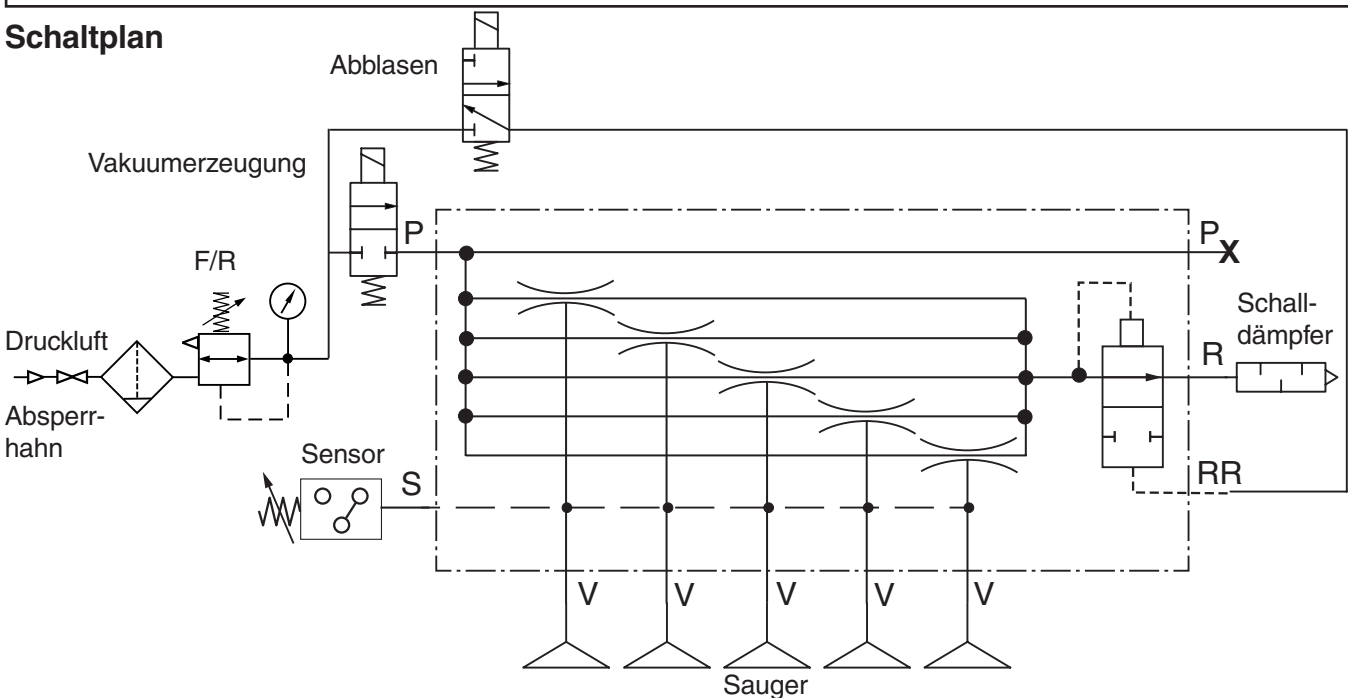 Schaltplan
Abblasen
Vakuumerzeugung
P
P
X
F/R
Schall-
dämpfer
Druckluft
R
Absperr-
hahn
Sensor
S
RR
V
V
V
V
V
Sauger